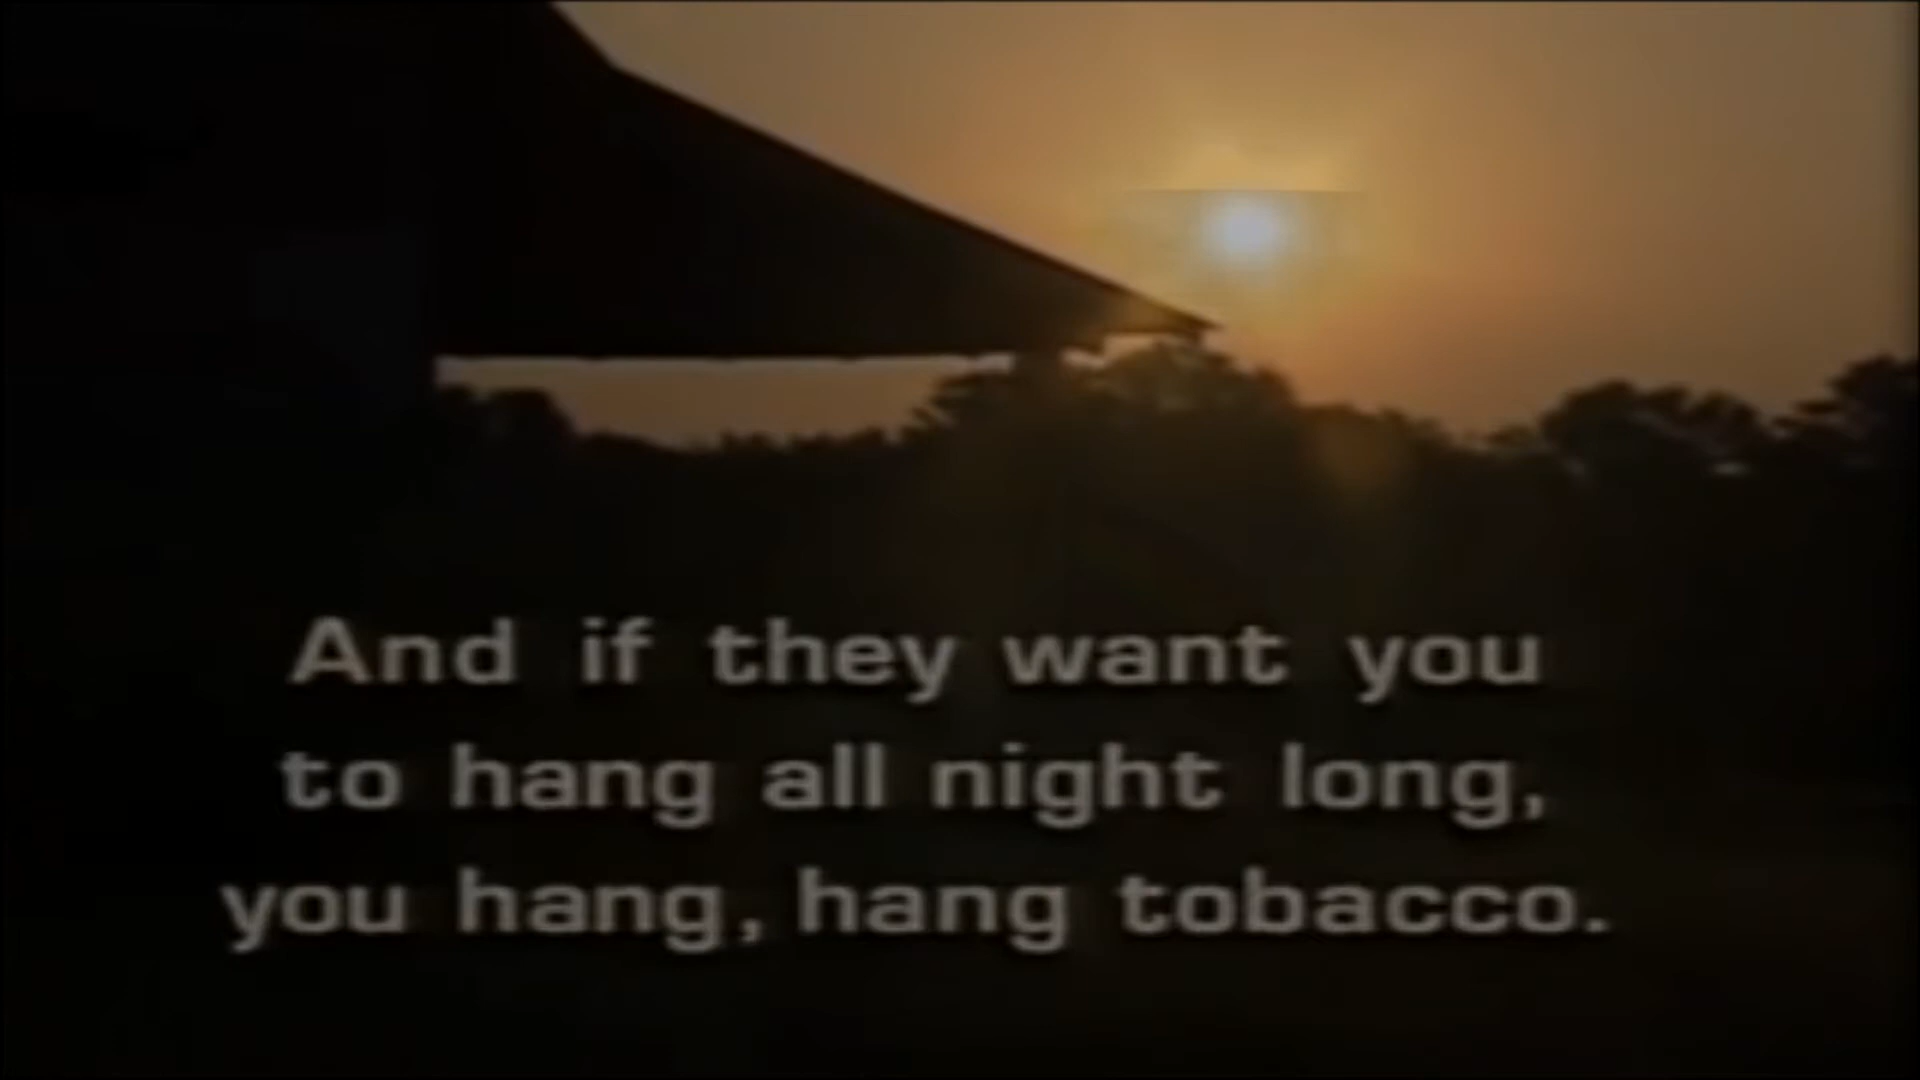 And if they want you
to hang all night long,
you hang, hang tobacco.